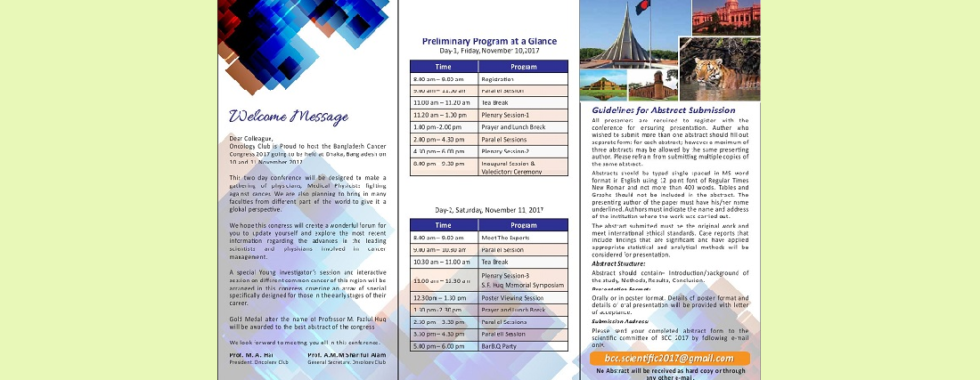 Welcome Message
Dear Colleague,
Oncology Club is Proud to host the Bangladesh Cancer
Congress 2017 going to be held at Dhaka, Bangladesh on
10 and 11 November 2017
This two day conference will be designed to make a
gathering of physicians, Medical Physicist fighting
against cancer. We are also planning to bring in many
faculties from different part of the world to give it a
global perspective.
We hope this congress will create a wonderful forum for
you to update yourself and explore the most recent
information regarding the advances in the leading
scientists and physicians involved in cancer
management.
A special Young investigator's session and interactive
session on different common cancer of this region will be
arranged in this congress covering an array of special
specifically designed for those in the early stages of their
career.
Gold Medal after the name of Professor M. Fazlul Huq
will be awarded to the best abstract of the congress
We look forward to meeting you all in this conference.
Prof. M. A. Hai Prof. A.M.M Shariful Alam
President Oncology Club General Secretary Oncology Club
Preliminary Program at a Glance
Day-1, Friday, November 10, 2017
Time Program
8.00 am – 9.00 am Registration
9.00 am – 11.00 am Parallel Session
11.00 am – 11.20 am Tea Break
11.20 am – 1.00 pm Plenary Session-1
1.00 pm-2.00 pm Prayer and Lunch Break
2.00 pm – 4.30 pm Parallel Sessions
4.30 pm – 6.00 pm Plenary Session-2
6.00 pm – 9.30 pm Inaugural Session &
Valedictory Ceremony
Day-2, Saturday, November 11, 2017
Time Program
8.00 am – 9.00 am Meet The Experts
9.00 am – 10.30 am Parallel Session
10.30 am – 11.00 am Tea Break
11.00 am – 12.30 am Plenary Session-3
S.F. Huq Memorial Symposium
12.30pm – 1.30 pm Poster Viewing Session
1.30 pm-2.30 pm Prayer and Lunch Break
2.30 pm – 3.30 pm Parallel Sessions
3.30 pm – 4.30 pm Parallel Session
5.00 pm – 6.00 pm Bar.B.Q Party
Guidelines for Abstract Submission
All presenters are required to register with the
conference for ensuring presentation. Author who
wished to submit more than one abstract should fill out
separate forms for each abstract; however a maximum of
three abstracts may be allowed by the same presenting
author. Please refrain from submitting multiple copies of
the same abstract.
Abstracts should be typed single spaced in MS word
format in English using 12 point font of Regular Times
New Roman and not more than 400 words. Tables and
Graphs should not be included in the abstract. The
presenting author of the paper must have his/her name
underlined. Authors must indicate the name and address
of the institution where the work was carried out.
The abstract submitted must be the original work and
meet international ethical standards. Case reports that
include findings that are significant and have applied
appropriate statistical and analytical methods will be
considered for presentation.
Abstract Structure:
Abstract should contain- Introduction/background of
the study, Methods, Results, Conclusion.
Presentation Format:
Orally or in poster format. Details of poster format and
details of oral presentation will be provided with letter
of acceptance.
Submission Address:
Please send your completed abstract form to the
scientific committee of BCC 2017 by following e-mail
only.
bcc.scientific2017@gmail.com
No Abstract will be received as hard copy or through
any other e-mail.